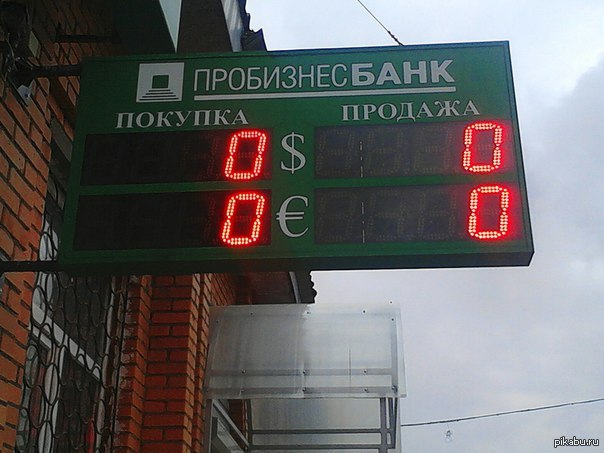 ПРОБИЗНЕСБАНК
ПОКУПКА ПРОДАЖА
0 $ 0
0 € 0
pikabu.ru